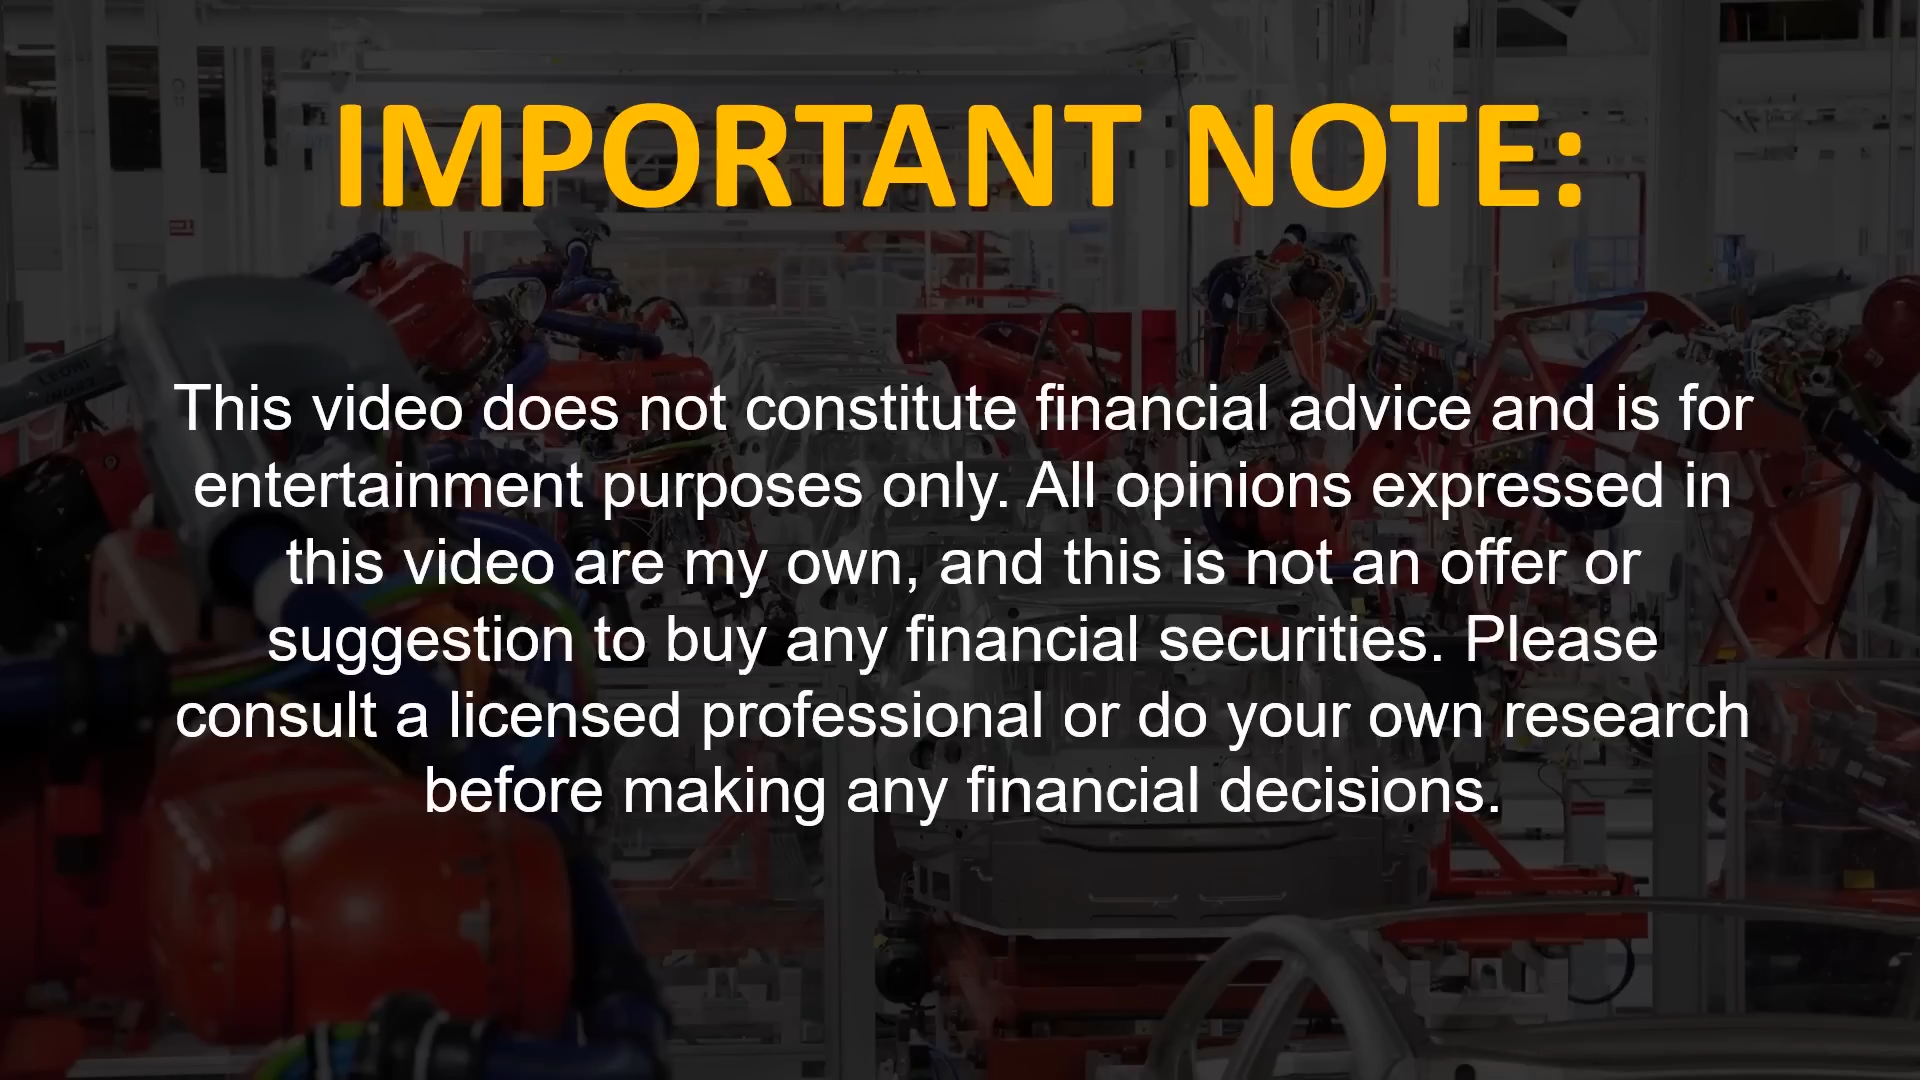 IMPORTANT NOTE:
This video does not constitute financial advice and is for
entertainment purposes only. All opinions expressed in
this video are my own, and this is not an offer or
suggestion to buy any financial securities. Please
consult a licensed professional or do your own research
before making any financial decisions.